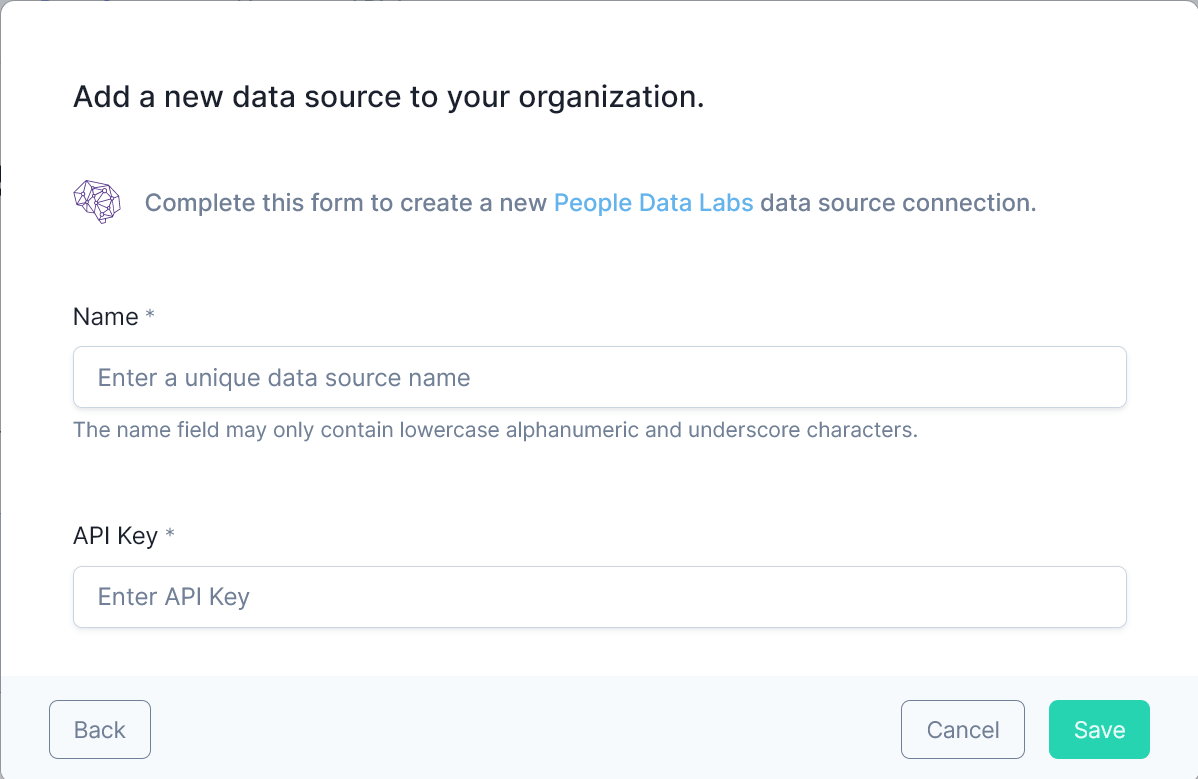 Add a new data source to your organization.
Complete this form to create a new People Data Labs data source connection.
Name *
Enter a unique data source name
The name field may only contain lowercase alphanumeric and underscore characters.
API Key *
Enter API Key
Back
Cancel
Save